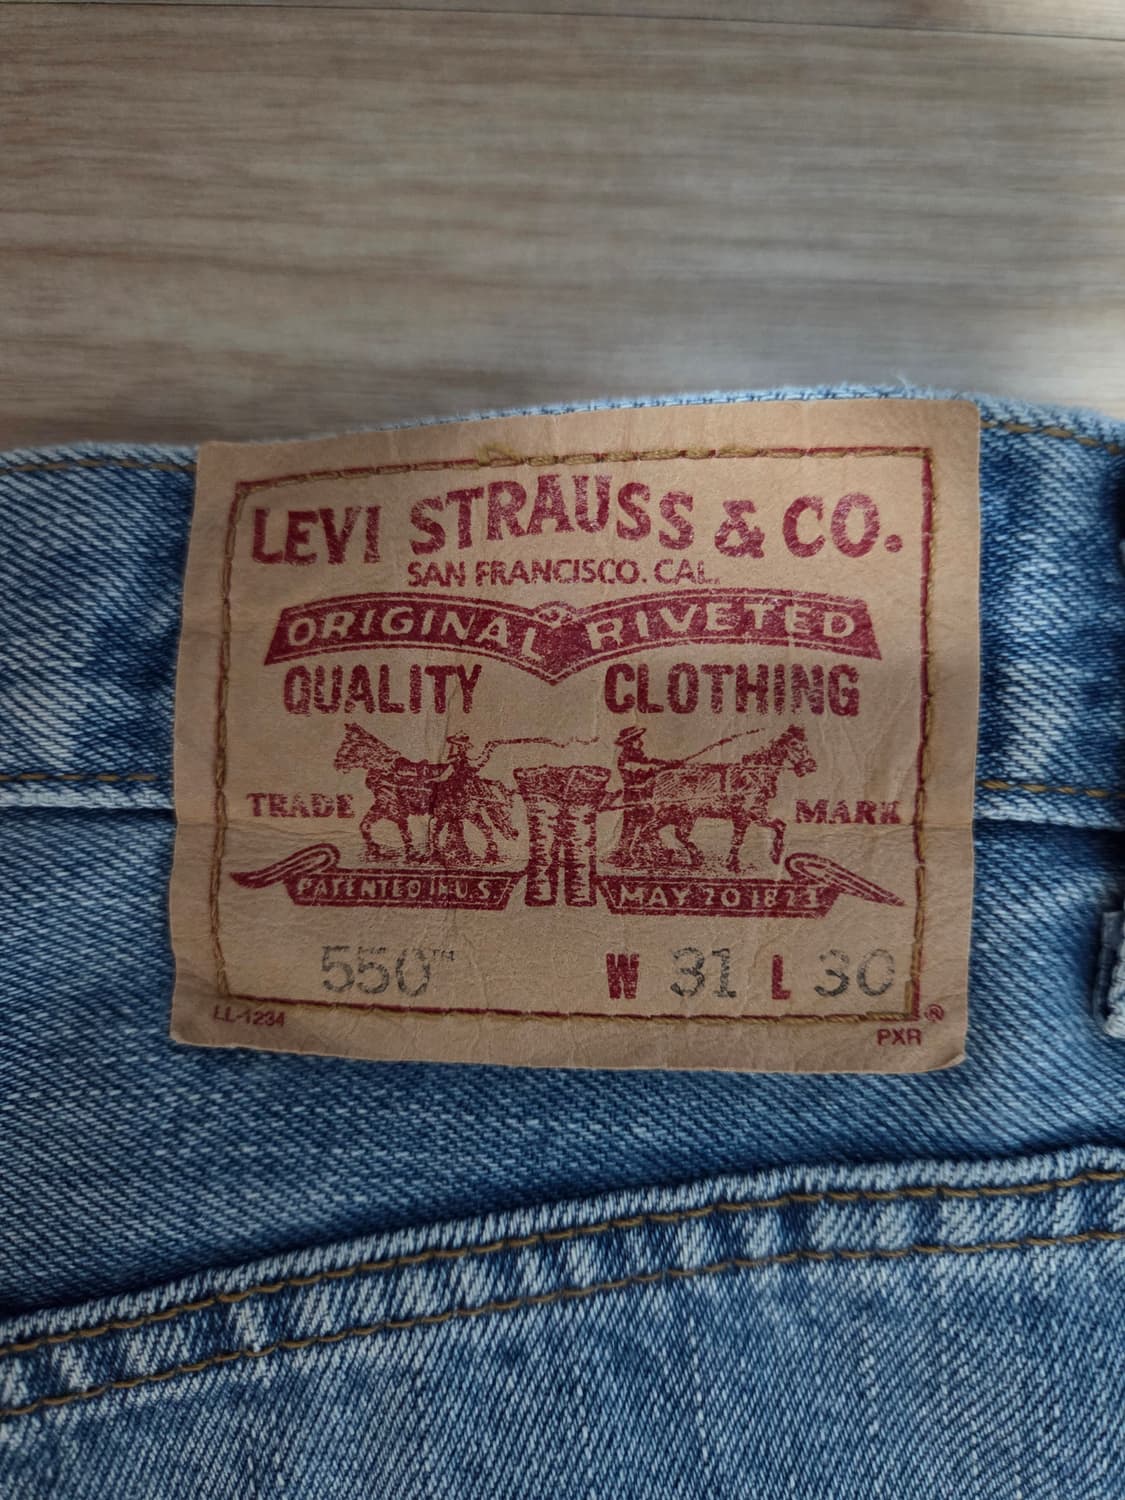 LEVI STRAUSS & CO.
SAN FRANCISCO. CAL.
ORIGINAL RIVETED
QUALITY CLOTHING
TRADE MARK
PATENTED IN U.S. MAY 20 1873
550™ W 31 L 30
LL-1234 ®
PXR